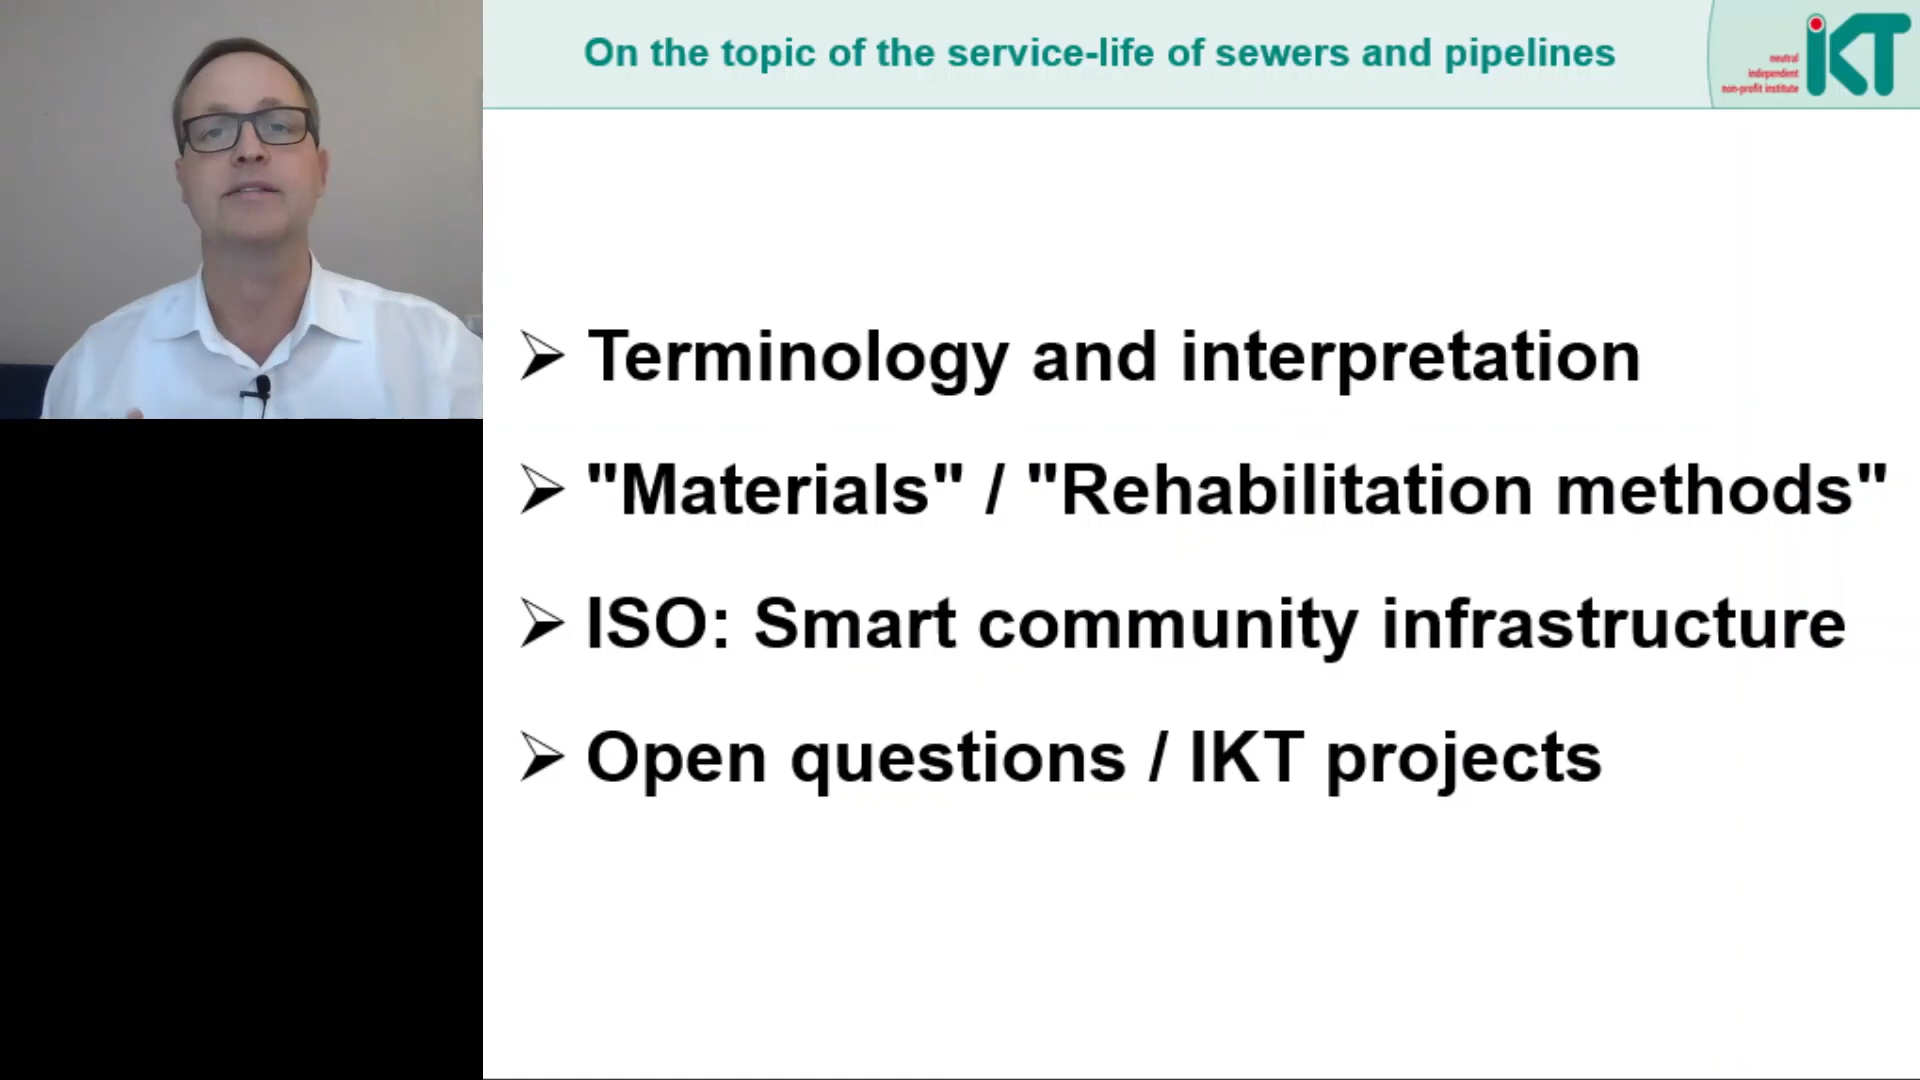 On the topic of the service-life of sewers and pipelines
neutral
independent
non-profit institute
iKT
Terminology and interpretation
"Materials" / "Rehabilitation methods"
ISO: Smart community infrastructure
Open questions / IKT projects